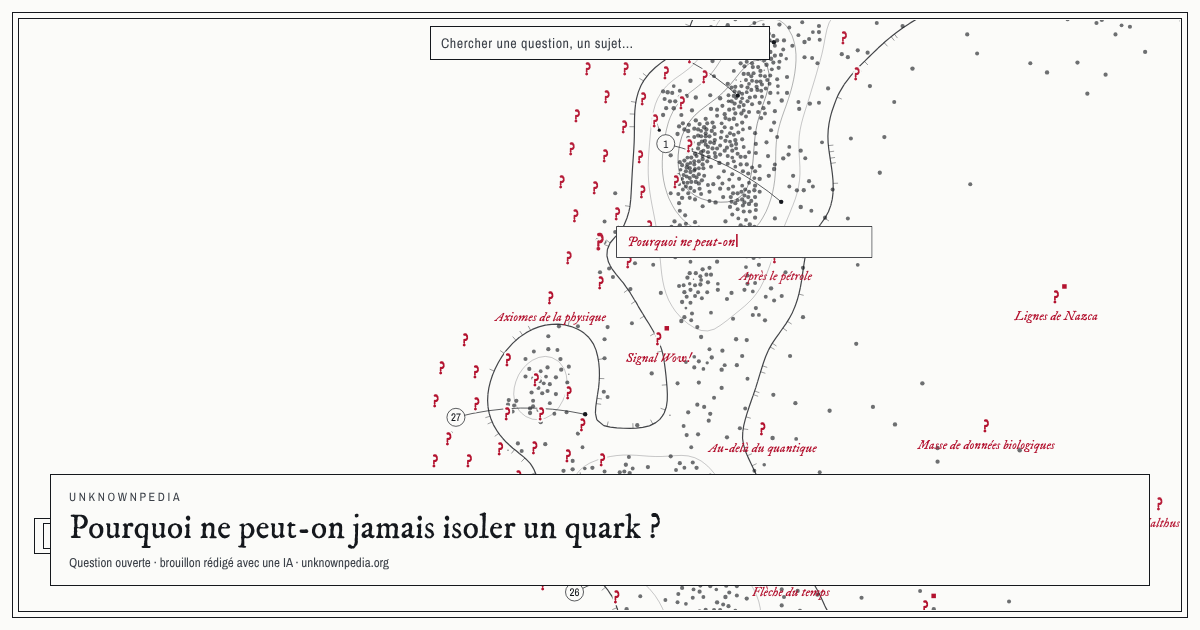 Chercher une question, un sujet...
1
Pourquoi ne peut-on
Après le pétrole
Lignes de Nazca
Axiomes de la physique
Signal Wow!
27
Au-delà du quantique
Masse de données biologiques
UNKNOWNPEDIA
Pourquoi ne peut-on jamais isoler un quark ?
althus
Question ouverte · brouillon rédigé avec une IA · unknownpedia.org
26
Flèche du temps